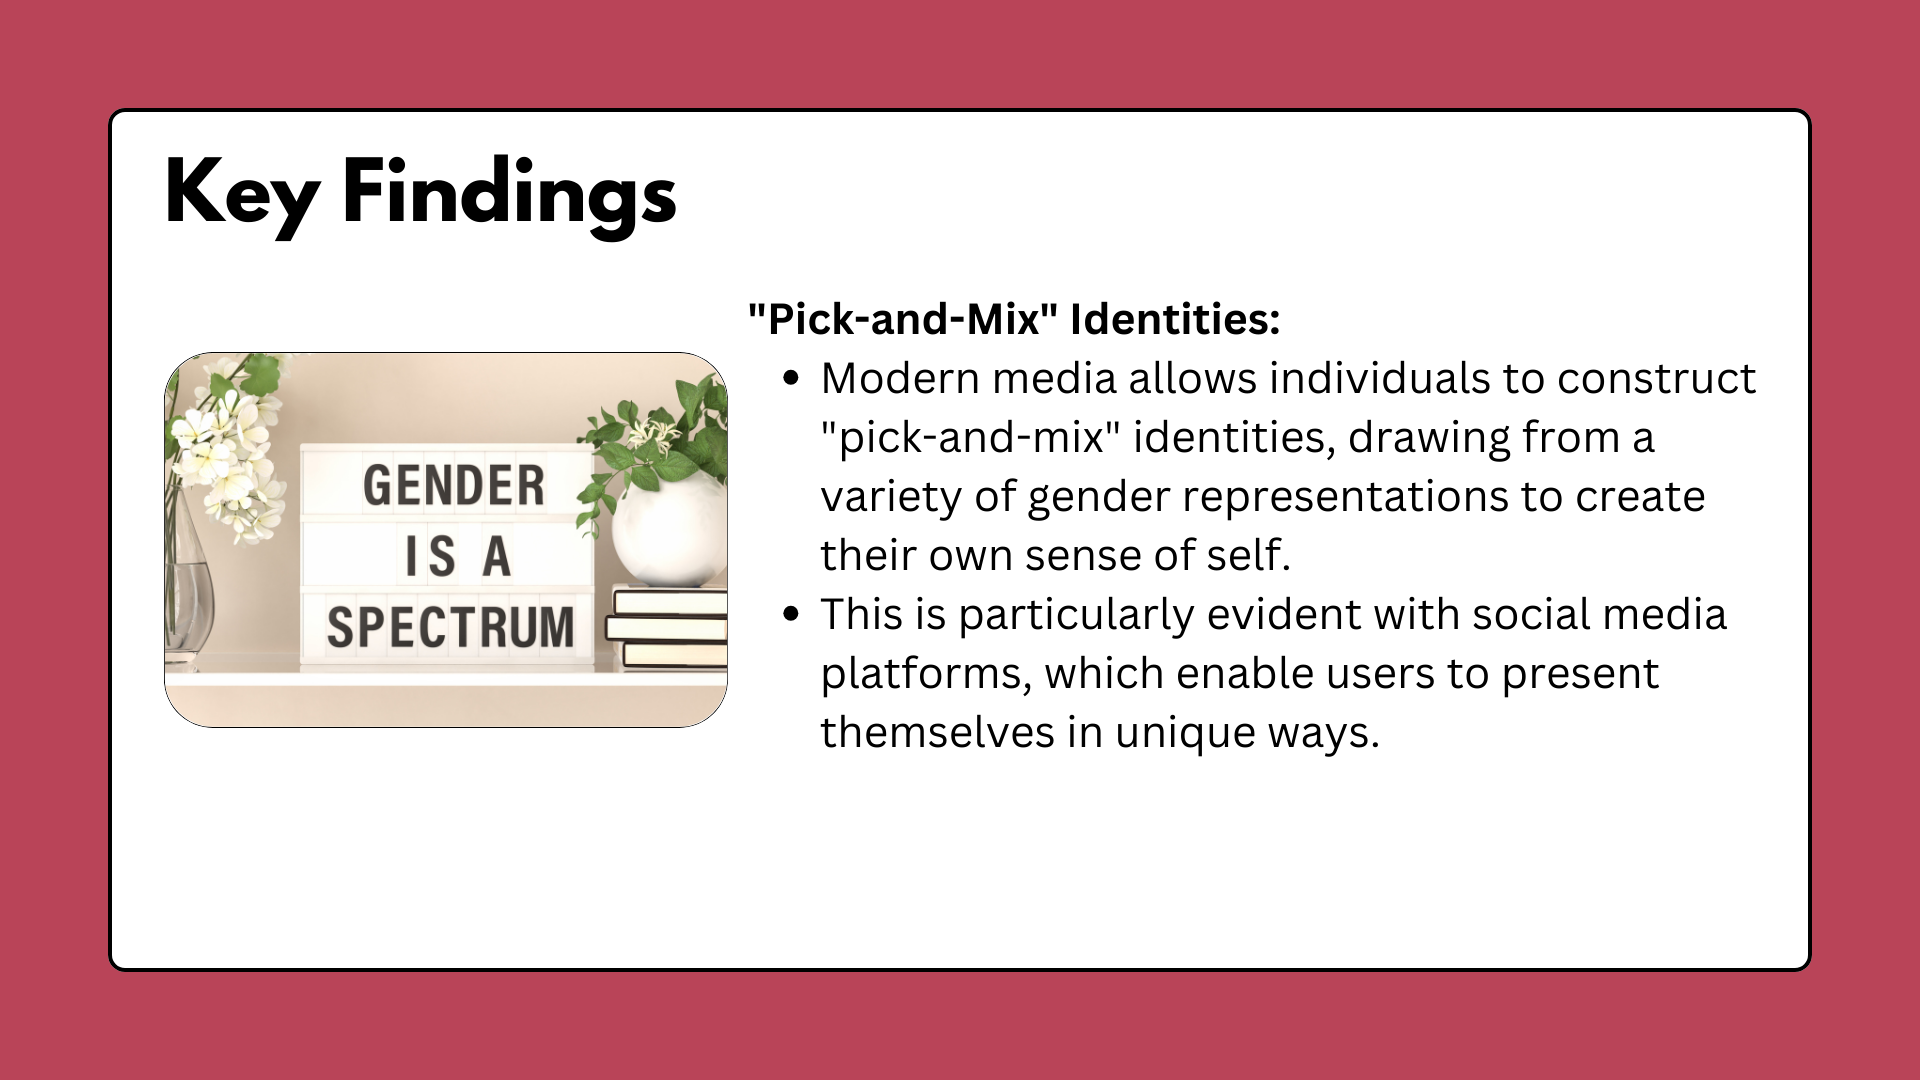 Key Findings
GENDER
IS A
SPECTRUM
"Pick-and-Mix" Identities:
• Modern media allows individuals to construct
"pick-and-mix" identities, drawing from a
variety of gender representations to create
their own sense of self.
• This is particularly evident with social media
platforms, which enable users to present
themselves in unique ways.